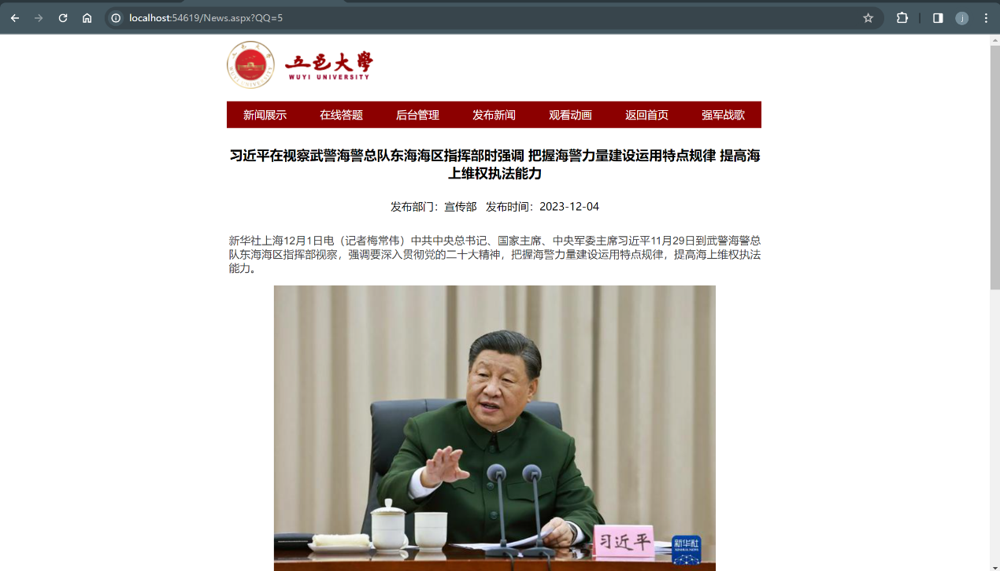 localhost:54619/News.aspx?QQ=5
j
五邑大學
WUYI UNIVERSITY
新闻展示 在线答题 后台管理 发布新闻 观看动画 返回首页 强军战歌
习近平在视察武警海警总队东海海区指挥部时强调 把握海警力量建设运用特点规律 提高海
上维权执法能力
发布部门：宣传部 发布时间：2023-12-04
新华社上海12月1日电（记者梅常伟）中共中央总书记、国家主席、中央军委主席习近平11月29日到武警海警总
队东海海区指挥部视察，强调要深入贯彻党的二十大精神，把握海警力量建设运用特点规律，提高海上维权执法
能力。
习近平
新华社
XINHUA NEWS